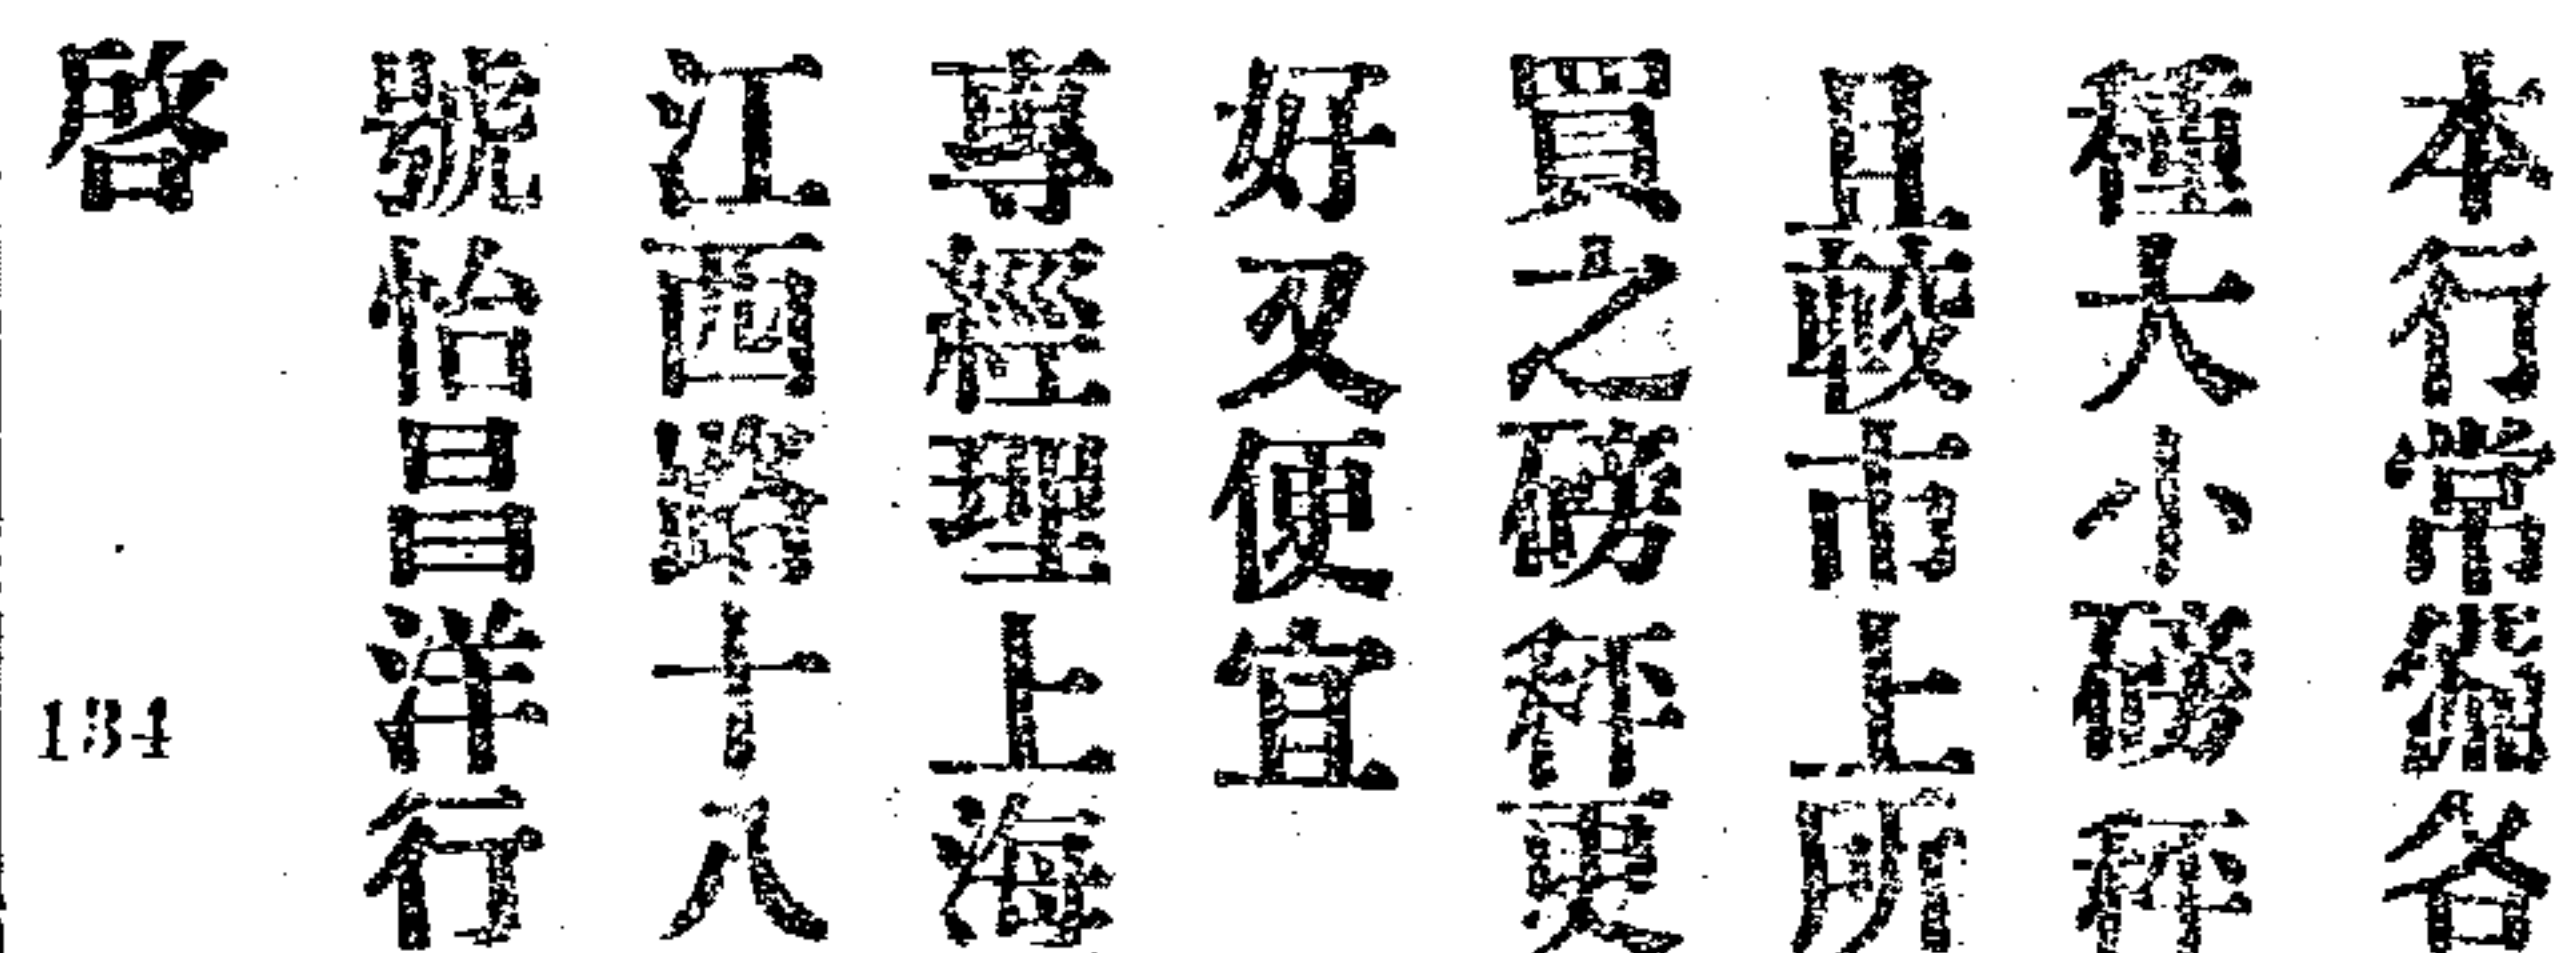 本行常備各
種大小磅秤
且較市上所
買之磅秤更
好又便宜
專經理上海
江西路十八
號怡昌洋行
啓
134